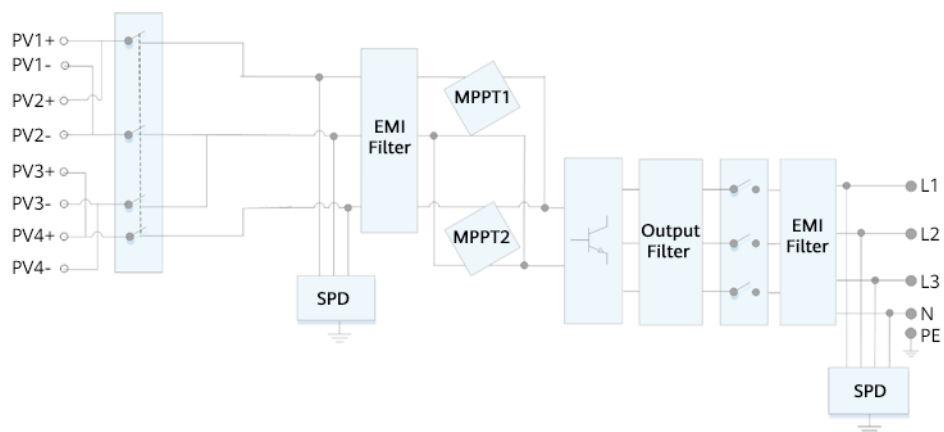 PV1+
PV1-
PV2+
PV2-
PV3+
PV3-
PV4+
PV4-
EMI
Filter
MPPT1
MPPT2
SPD
Output
Filter
EMI
Filter
L1
L2
L3
N
PE
SPD